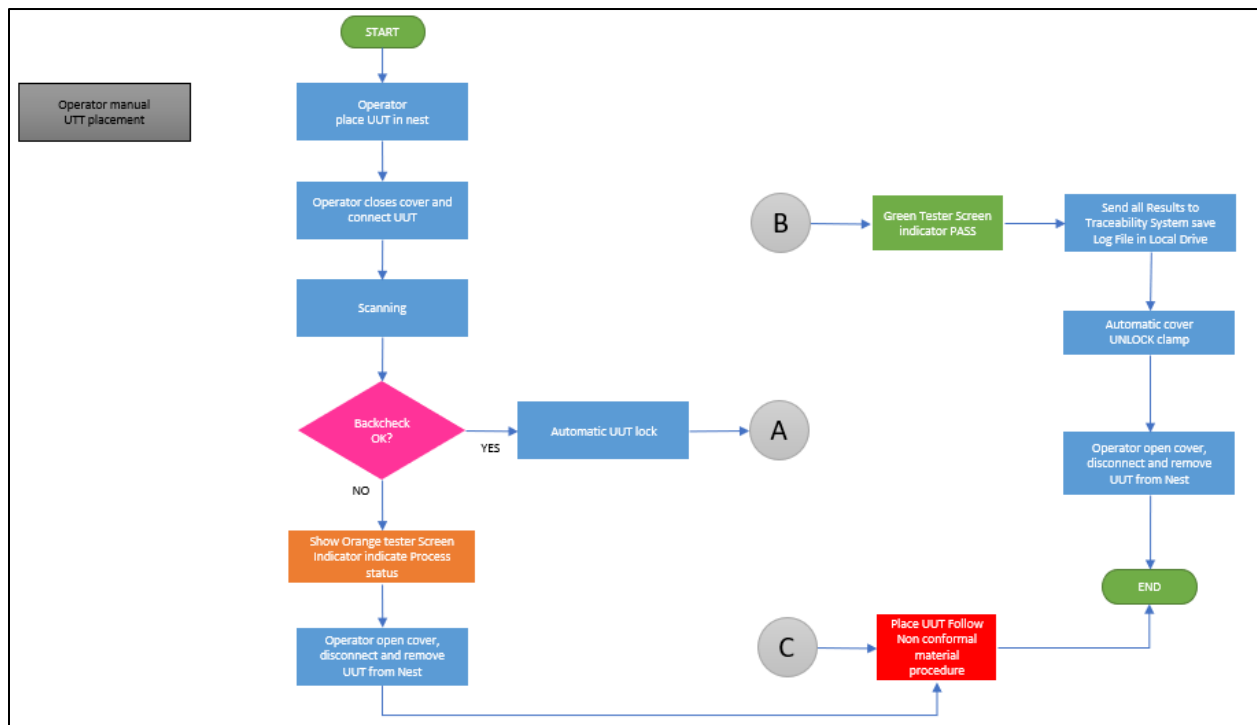 START
Operator manual
UTT placement
Operator
place UUT in nest
Operator closes cover and
connect UUT
Scanning
Backcheck
OK?
YES
NO
Automatic UUT lock
A
Show Orange tester Screen
Indicator indicate Process
status
Operator open cover,
disconnect and remove
UUT from Nest
B
Green Tester Screen
indicator PASS
Send all Results to
Traceability System save
Log File in Local Drive
Automatic cover
UNLOCK clamp
Operator open cover,
disconnect and remove
UUT from Nest
END
C
Place UUT Follow
Non conformal
material
procedure